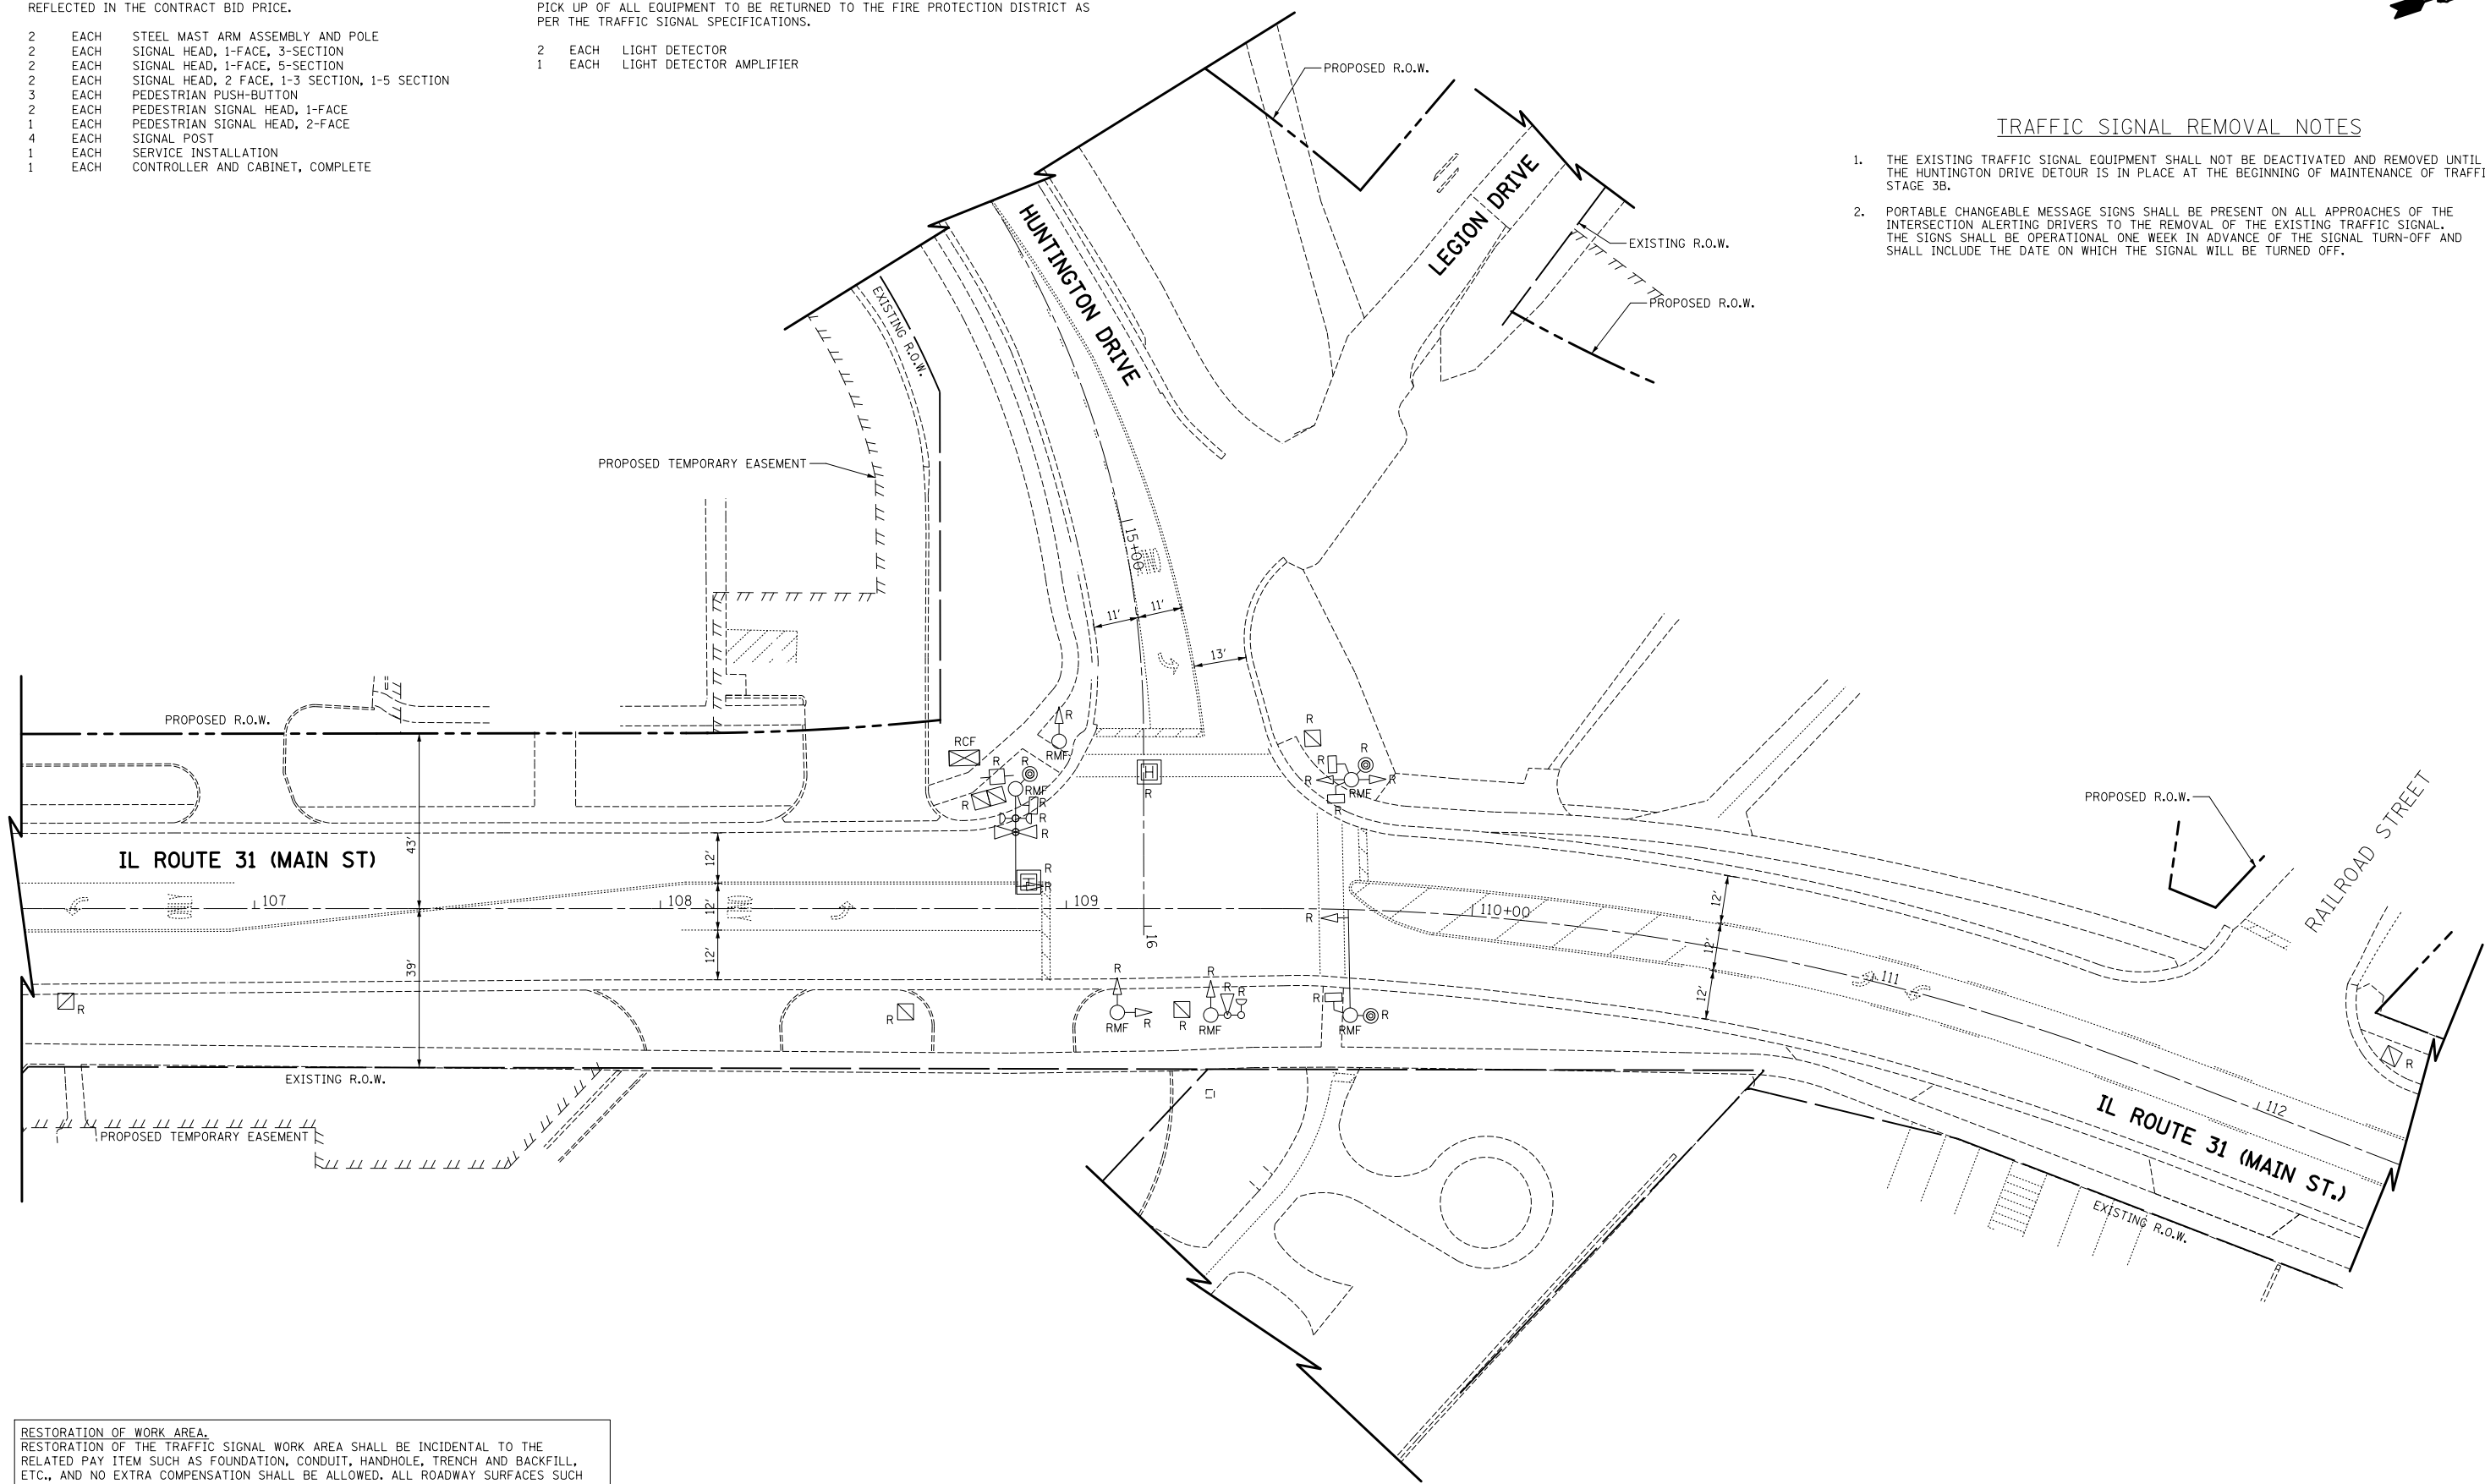 REFLECTED IN THE CONTRACT BID PRICE.
2 EACH STEEL MAST ARM ASSEMBLY AND POLE
2 EACH SIGNAL HEAD, 1-FACE, 3-SECTION
2 EACH SIGNAL HEAD, 1-FACE, 5-SECTION
2 EACH SIGNAL HEAD, 2 FACE, 1-3 SECTION, 1-5 SECTION
3 EACH PEDESTRIAN PUSH-BUTTON
2 EACH PEDESTRIAN SIGNAL HEAD, 1-FACE
1 EACH PEDESTRIAN SIGNAL HEAD, 2-FACE
4 EACH SIGNAL POST
1 EACH SERVICE INSTALLATION
1 EACH CONTROLLER AND CABINET, COMPLETE
PICK UP OF ALL EQUIPMENT TO BE RETURNED TO THE FIRE PROTECTION DISTRICT AS
PER THE TRAFFIC SIGNAL SPECIFICATIONS.
2 EACH LIGHT DETECTOR
1 EACH LIGHT DETECTOR AMPLIFIER
TRAFFIC SIGNAL REMOVAL NOTES
1. THE EXISTING TRAFFIC SIGNAL EQUIPMENT SHALL NOT BE DEACTIVATED AND REMOVED UNTIL
THE HUNTINGTON DRIVE DETOUR IS IN PLACE AT THE BEGINNING OF MAINTENANCE OF TRAFFI
STAGE 3B.
2. PORTABLE CHANGEABLE MESSAGE SIGNS SHALL BE PRESENT ON ALL APPROACHES OF THE
INTERSECTION ALERTING DRIVERS TO THE REMOVAL OF THE EXISTING TRAFFIC SIGNAL.
THE SIGNS SHALL BE OPERATIONAL ONE WEEK IN ADVANCE OF THE SIGNAL TURN-OFF AND
SHALL INCLUDE THE DATE ON WHICH THE SIGNAL WILL BE TURNED OFF.
PROPOSED R.O.W.
LEGION DRIVE
HUNTINGTON DRIVE
EXISTING R.O.W.
PROPOSED R.O.W.
EXISTING R.O.W.
PROPOSED TEMPORARY EASEMENT
15+00
11'
11'
13'
PROPOSED R.O.W.
R
RMF
RCF
R
R
RMF
R
R
R
R
R
R
R
R
R
R
RMF
R
PROPOSED R.O.W.
RAILROAD STREET
IL ROUTE 31 (MAIN ST)
43'
12'
12'
12'
39'
R
R
107
108
109
16
R
110+00
12'
12'
12'
111
112
R
R
R
RMF
R
R
R
R
R
RMF
R
RMF
R
R
EXISTING R.O.W.
PROPOSED TEMPORARY EASEMENT
IL ROUTE 31 (MAIN ST.)
EXISTING R.O.W.
RESTORATION OF WORK AREA.
RESTORATION OF THE TRAFFIC SIGNAL WORK AREA SHALL BE INCIDENTAL TO THE
RELATED PAY ITEM SUCH AS FOUNDATION, CONDUIT, HANDHOLE, TRENCH AND BACKFILL,
ETC., AND NO EXTRA COMPENSATION SHALL BE ALLOWED. ALL ROADWAY SURFACES SUCH